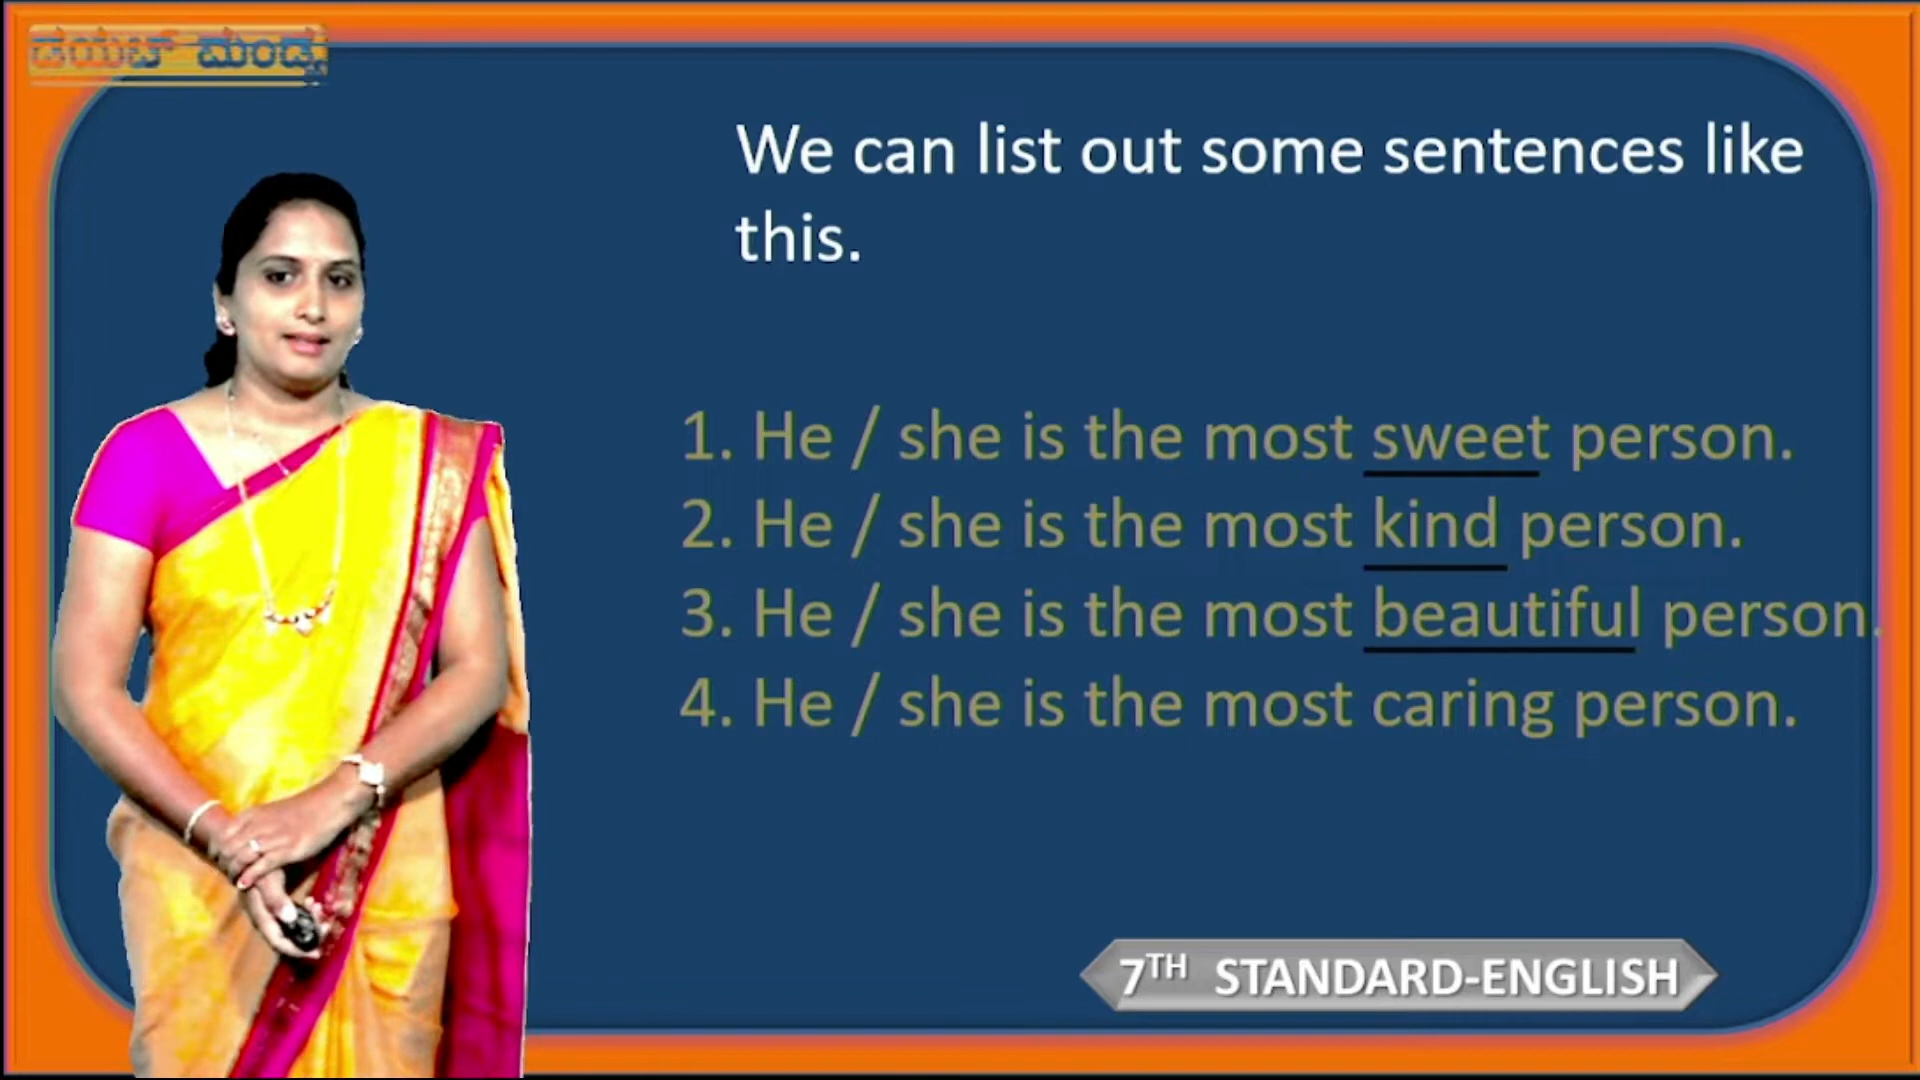 ಡಯಟ್ ಮಂಡ್ಯ
We can list out some sentences like
this.
1. He / she is the most sweet person.
2. He / she is the most kind person.
3. He / she is the most beautiful person.
4. He / she is the most caring person.
7TH STANDARD-ENGLISH